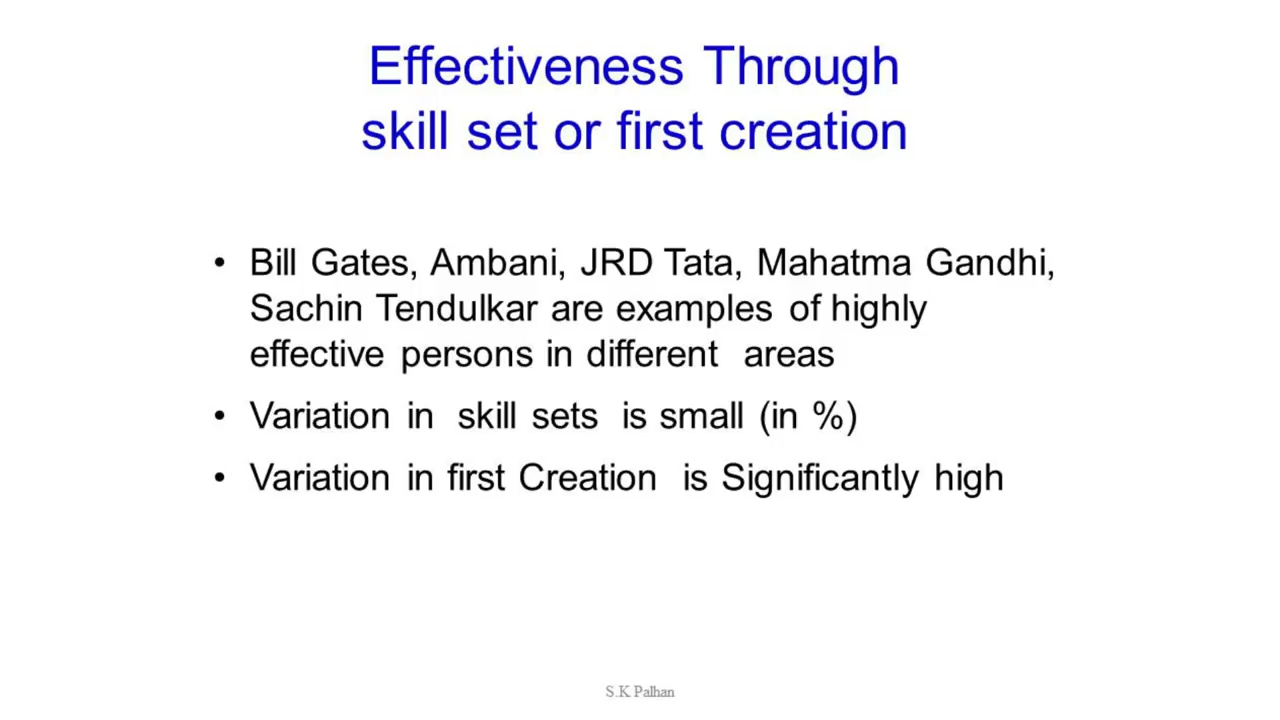 Effectiveness Through
skill set or first creation
• Bill Gates, Ambani, JRD Tata, Mahatma Gandhi,
Sachin Tendulkar are examples of highly
effective persons in different areas
• Variation in skill sets is small (in %)
• Variation in first Creation is Significantly high
S.K Palhan